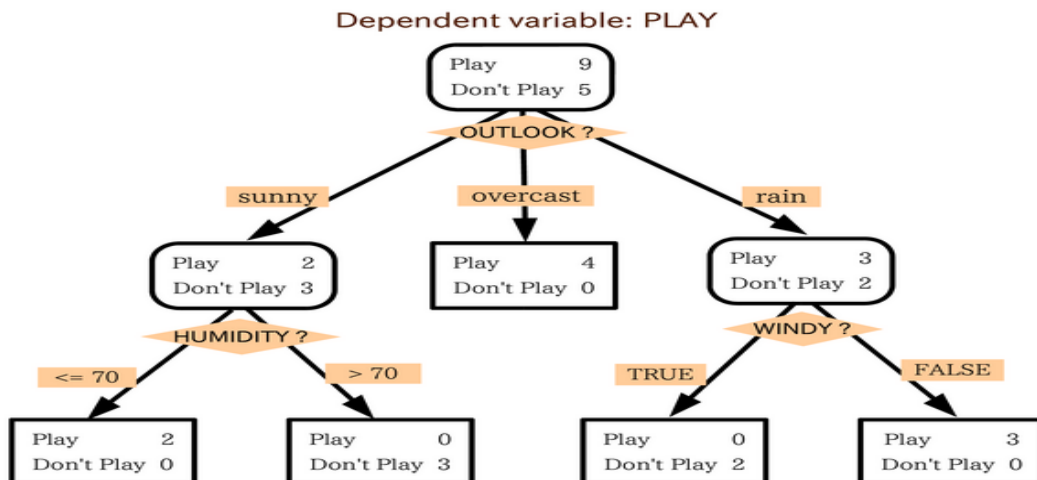 Dependent variable: PLAY
Play 9
Don't Play 5
OUTLOOK ?
sunny
overcast
rain
Play 2
Don't Play 3
Play 4
Don't Play 0
Play 3
Don't Play 2
HUMIDITY ?
WINDY ?
<= 70
> 70
TRUE
FALSE
Play 2
Don't Play 0
Play 0
Don't Play 3
Play 0
Don't Play 2
Play 3
Don't Play 0